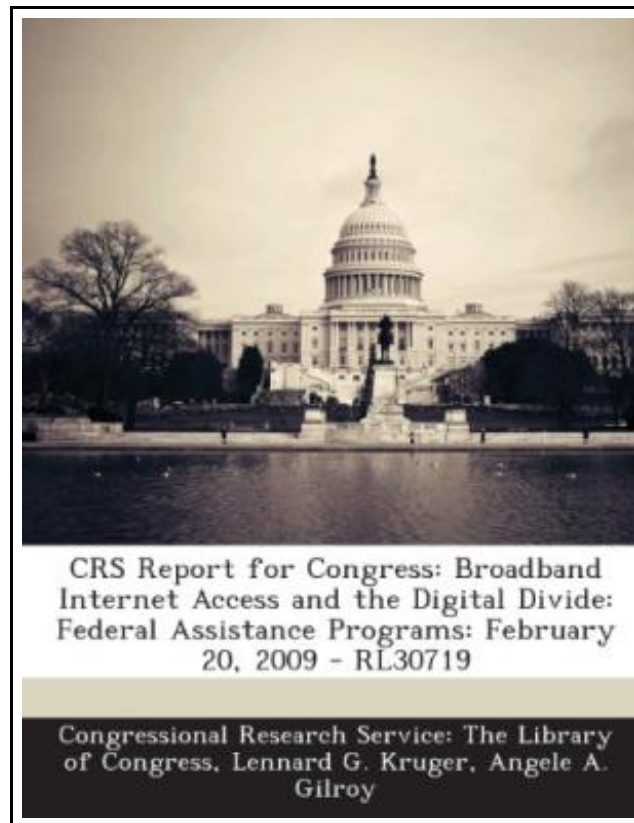 CRS Report for Congress: Broadband
Internet Access and the Digital Divide:
Federal Assistance Programs: February
20, 2009 - RL30719
Congressional Research Service: The Library
of Congress, Lennard G. Kruger, Angele A.
Gilroy